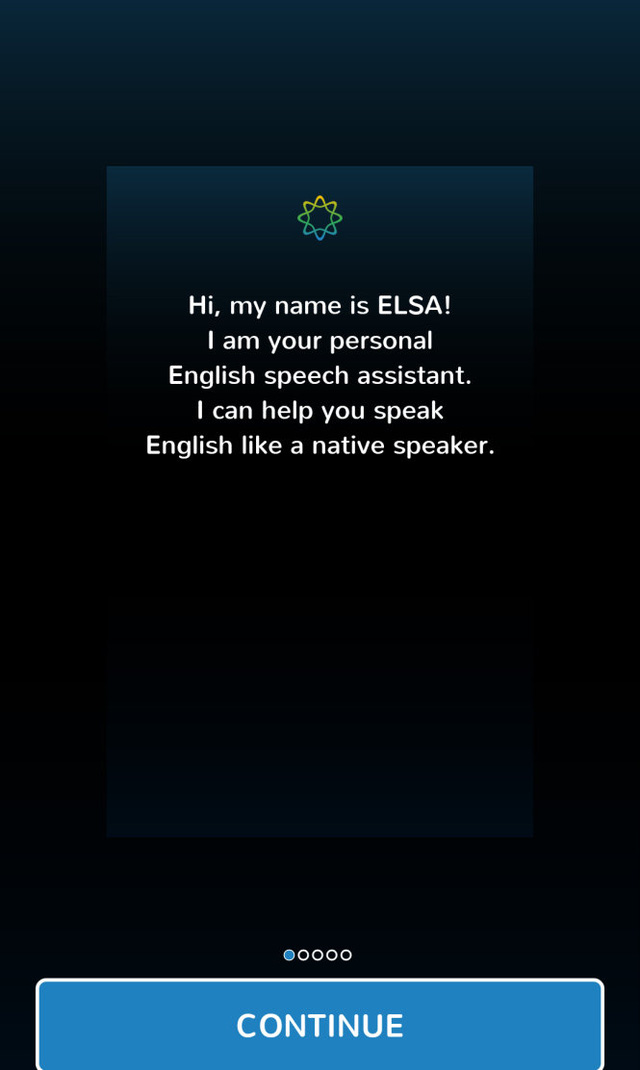 Hi, my name is ELSA!
I am your personal
English speech assistant.
I can help you speak
English like a native speaker.
CONTINUE